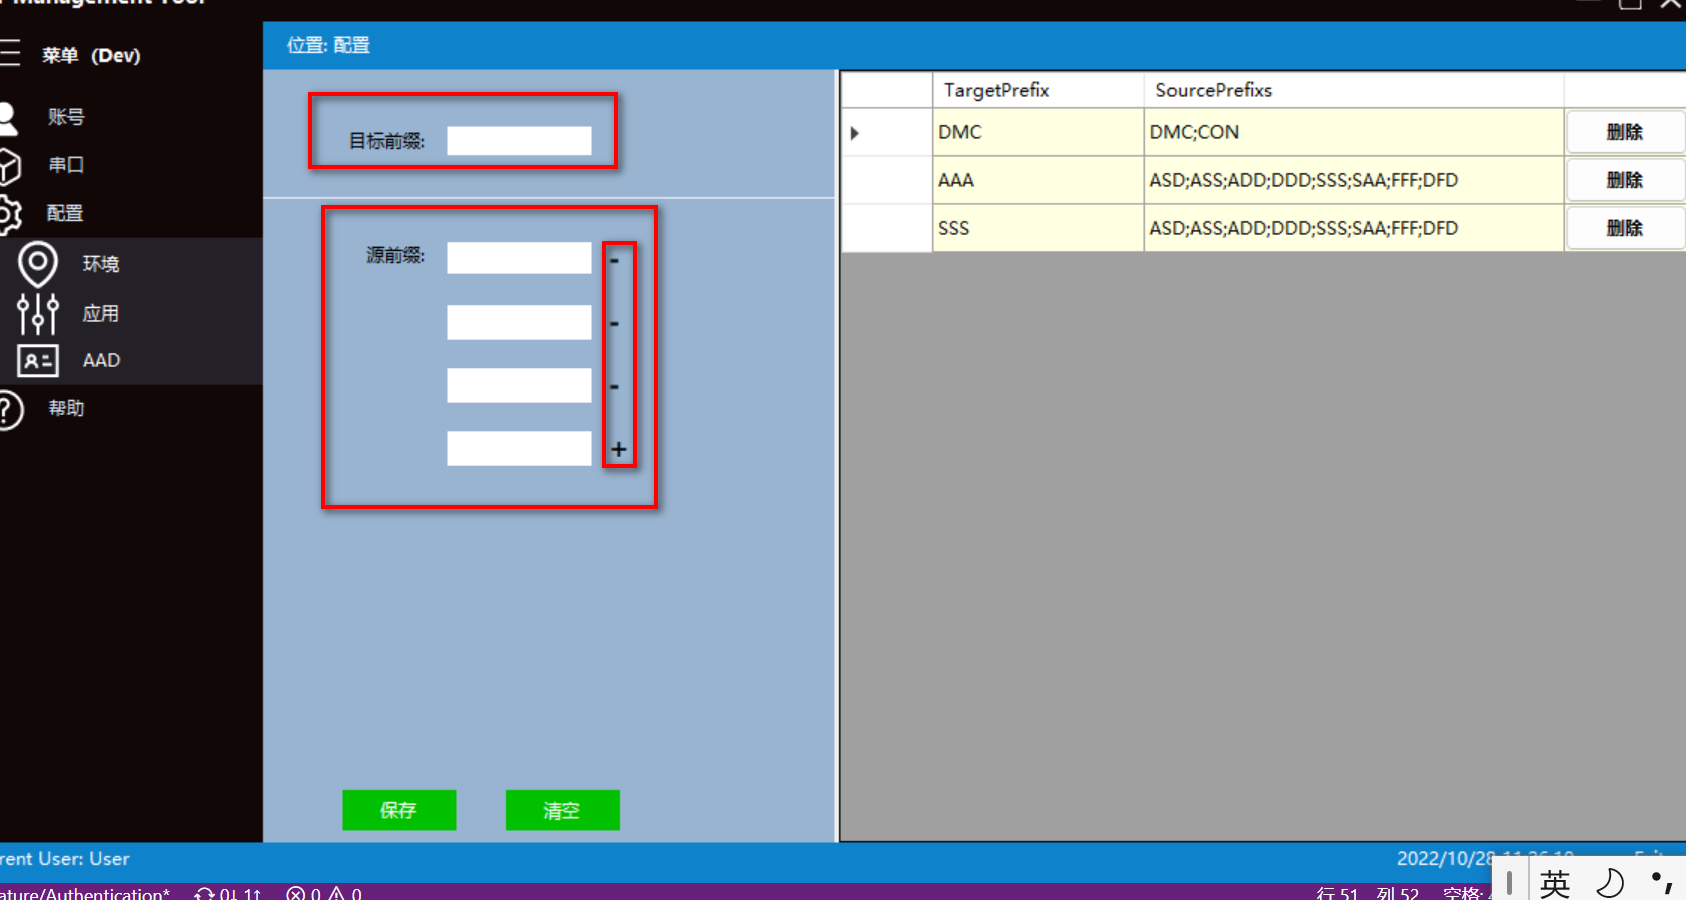 Management Tool
菜单 (Dev)
账号
串口
配置
环境
应用
AAD
帮助
位置: 配置
目标前缀:
源前缀:
-
-
-
+
保存 清空
TargetPrefix SourcePrefixs
DMC DMC;CON 删除
AAA ASD;ASS;ADD;DDD;SSS;SAA;FFF;DFD 删除
SSS ASD;ASS;ADD;DDD;SSS;SAA;FFF;DFD 删除
rent User: User 2022/10/28
ature/Authentication* 0↓ 1↑ 0 0 行 51 列 52 空格:
英